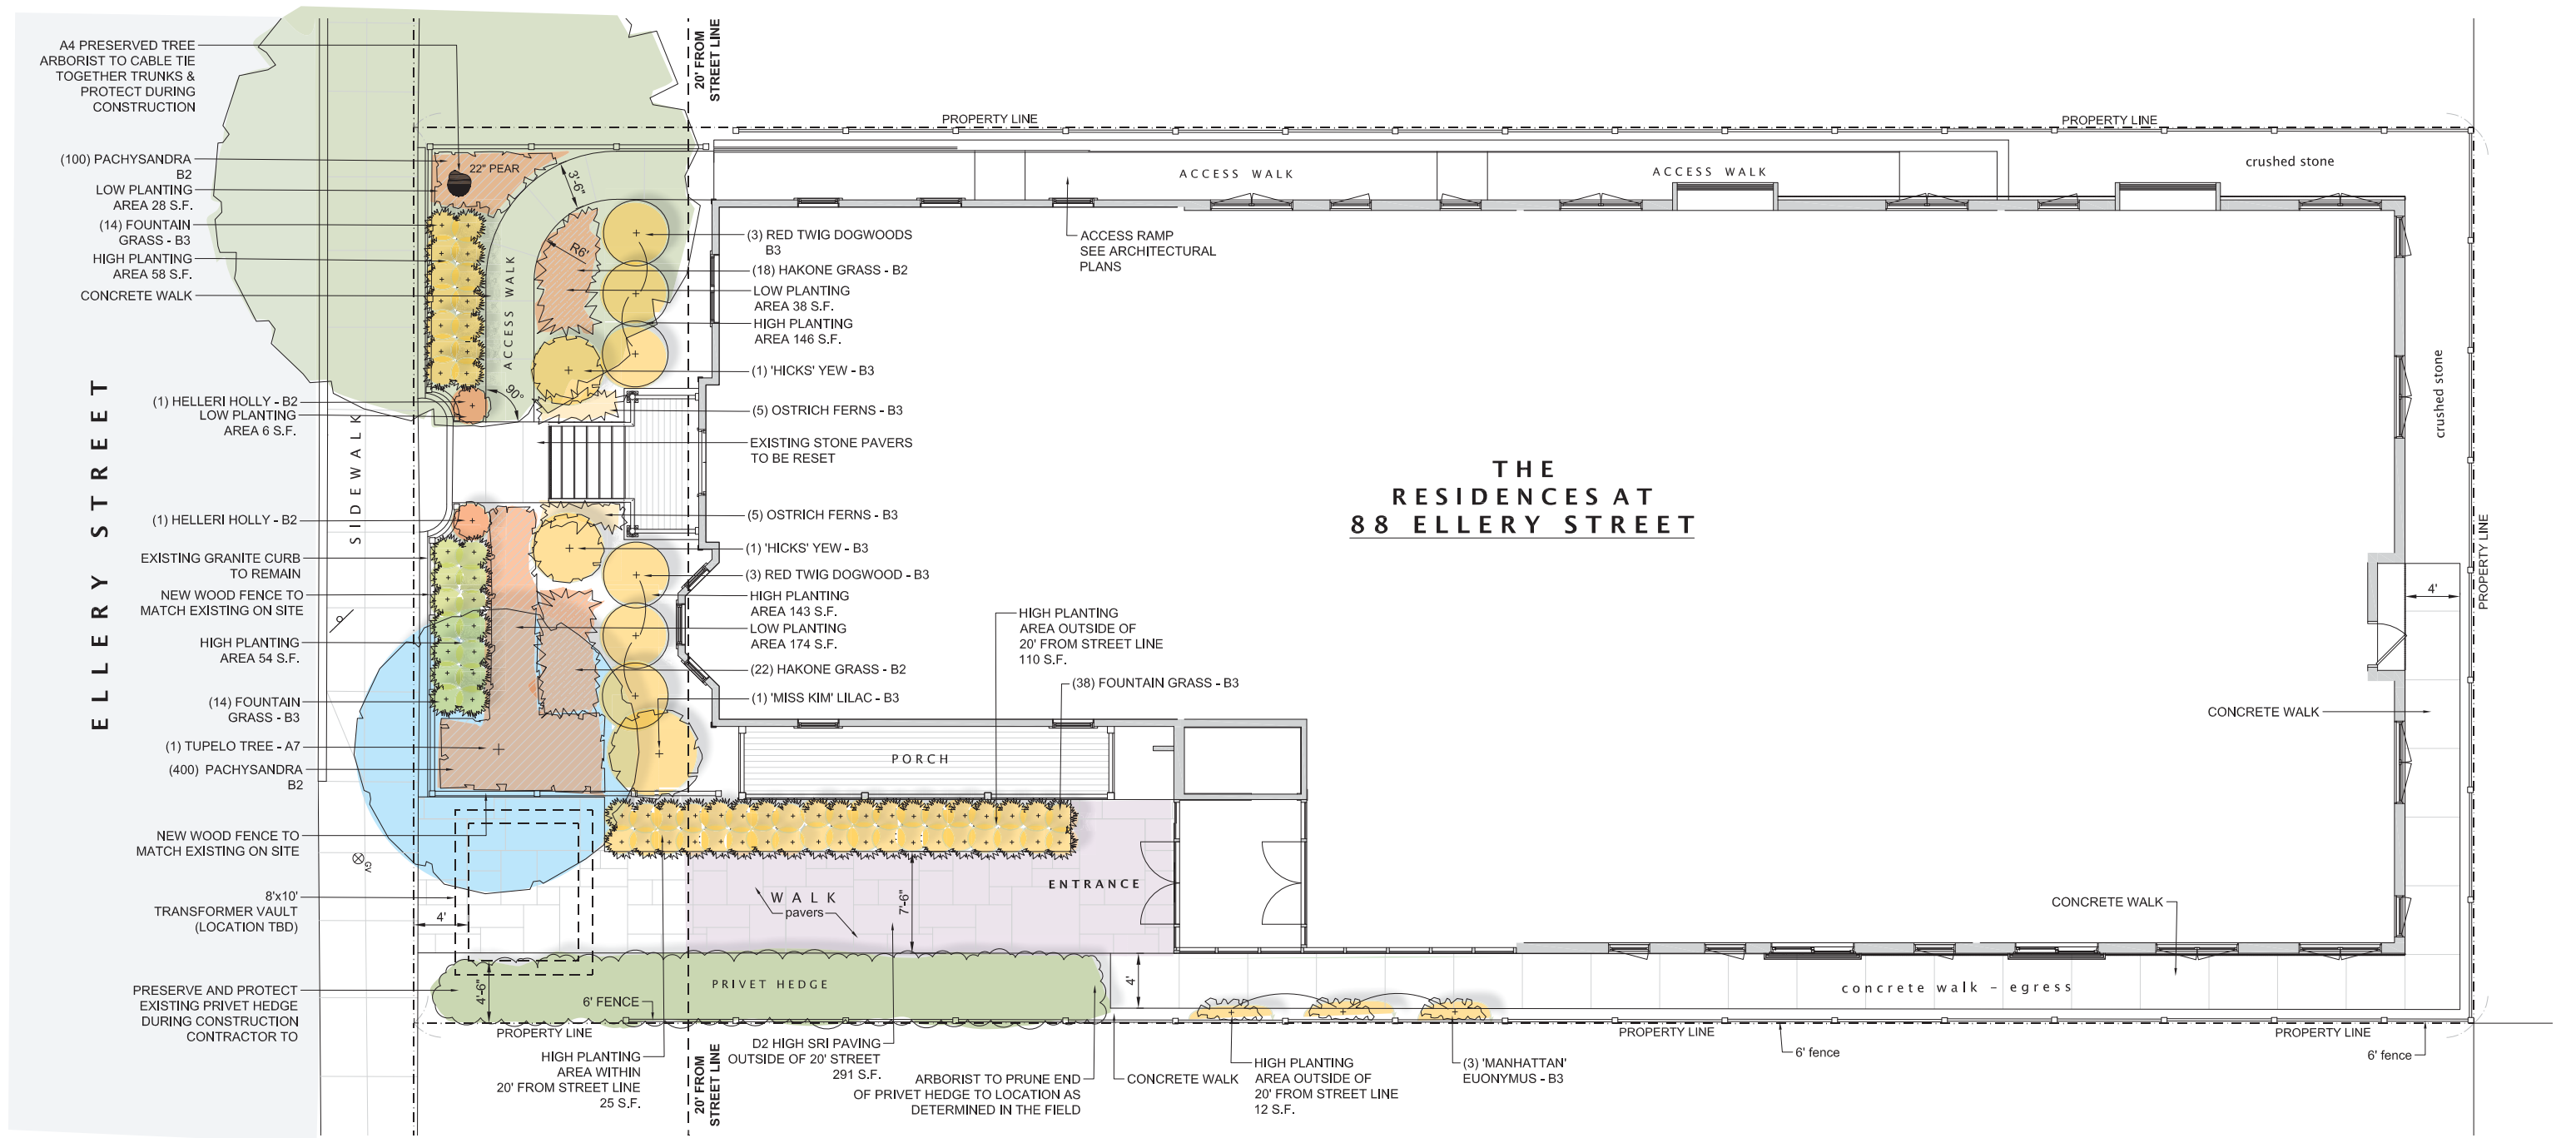 A4 PRESERVED TREE
ARBORIST TO CABLE TIE
TOGETHER TRUNKS &
PROTECT DURING
CONSTRUCTION
(100) PACHYSANDRA
B2
LOW PLANTING
AREA 28 S.F.
(14) FOUNTAIN
GRASS - B3
HIGH PLANTING
AREA 58 S.F.
CONCRETE WALK
(1) HELLERI HOLLY - B2
LOW PLANTING
AREA 6 S.F.
(1) HELLERI HOLLY - B2
EXISTING GRANITE CURB
TO REMAIN
NEW WOOD FENCE TO
MATCH EXISTING ON SITE
HIGH PLANTING
AREA 54 S.F.
(14) FOUNTAIN
GRASS - B3
(1) TUPELO TREE - A7
(400) PACHYSANDRA
B2
NEW WOOD FENCE TO
MATCH EXISTING ON SITE
8'x10'
TRANSFORMER VAULT
(LOCATION TBD)
PRESERVE AND PROTECT
EXISTING PRIVET HEDGE
DURING CONSTRUCTION
CONTRACTOR TO
ELLERY STREET
SIDEWALK
GV
20' FROM
STREET LINE
22" PEAR
3'-6"
R6'
ACCESS WALK
90°
(3) RED TWIG DOGWOODS
B3
(18) HAKONE GRASS - B2
LOW PLANTING
AREA 38 S.F.
HIGH PLANTING
AREA 146 S.F.
(1) 'HICKS' YEW - B3
(5) OSTRICH FERNS - B3
EXISTING STONE PAVERS
TO BE RESET
(5) OSTRICH FERNS - B3
(1) 'HICKS' YEW - B3
(3) RED TWIG DOGWOOD - B3
HIGH PLANTING
AREA 143 S.F.
LOW PLANTING
AREA 174 S.F.
(22) HAKONE GRASS - B2
(1) 'MISS KIM' LILAC - B3
PROPERTY LINE
PROPERTY LINE
crushed stone
ACCESS WALK
ACCESS WALK
ACCESS RAMP
SEE ARCHITECTURAL
PLANS
crushed stone
THE
RESIDENCES AT
88 ELLERY STREET
PROPERTY LINE
4'
HIGH PLANTING
AREA OUTSIDE OF
20' FROM STREET LINE
110 S.F.
(38) FOUNTAIN GRASS - B3
CONCRETE WALK
PORCH
ENTRANCE
WALK
pavers
7'-6"
4'
CONCRETE WALK
PRIVET HEDGE
4'-6"
6' FENCE
4'
concrete walk – egress
PROPERTY LINE
PROPERTY LINE
PROPERTY LINE
6' fence
6' fence
HIGH PLANTING
AREA WITHIN
20' FROM STREET LINE
25 S.F.
20' FROM
STREET LINE
D2 HIGH SRI PAVING
OUTSIDE OF 20' STREET
291 S.F.
ARBORIST TO PRUNE END
OF PRIVET HEDGE TO LOCATION AS
DETERMINED IN THE FIELD
CONCRETE WALK
HIGH PLANTING
AREA OUTSIDE OF
20' FROM STREET LINE
12 S.F.
(3) 'MANHATTAN'
EUONYMUS - B3